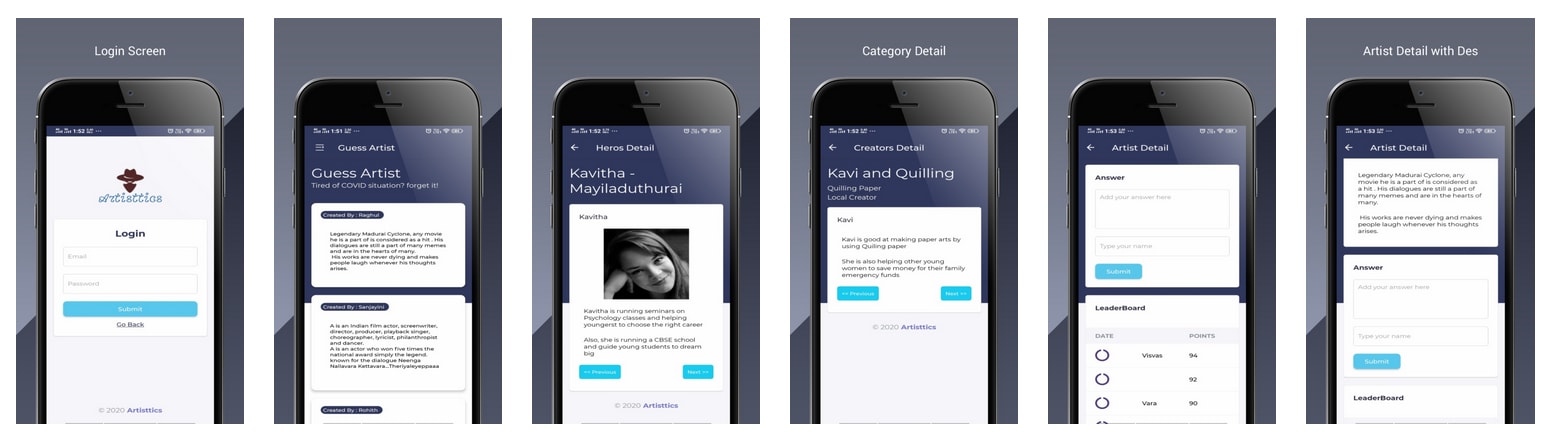 Login Screen
1:52
Artisttics
Login
Email
Password
Submit
Go Back
© 2020 Artisttics
1:51
Guess Artist
Guess Artist
Tired of COVID situation? forget it!
Created By : Raghul
Legendary Madurai Cyclone, any movie
he is a part of is considered as a hit . His
dialogues are still a part of many memes
and are in the hearts of many.
His works are never dying and makes
people laugh whenever his thoughts
arises.
Created By : Sanjayini
A is an Indian film actor, screenwriter,
director, producer, playback singer,
choreographer, lyricist, philanthropist
and dancer.
A is an actor who won five times the
national award simply the legend.
known for the dialogue Neenga
Nallavara Kettavara...Theriyaleyeppaaa
Created By : Rohith
1:52
Heros Detail
Kavitha -
Mayiladuthurai
Kavitha
Kavitha is running seminars on
Psychology classes and helping
youngerst to choose the right career
Also, she is running a CBSE school
and guide young students to dream
big
<< Previous
Next >>
© 2020 Artisttics
Category Detail
1:52
Creators Detail
Kavi and Quilling
Quilling Paper
Local Creator
Kavi
Kavi is good at making paper arts by
using Quiling paper
She is also helping other young
women to save money for their family
emergency funds
<< Previous
Next >>
© 2020 Artisttics
1:53
Artist Detail
Answer
Add your answer here
Type your name
Submit
LeaderBoard
DATE POINTS
Visvas 94
92
Vara 90
Artist Detail with Des
1:53
Artist Detail
Legendary Madurai Cyclone, any
movie he is a part of is considered as
a hit . His dialogues are still a part of
many memes and are in the hearts of
many.
His works are never dying and makes
people laugh whenever his thoughts
arises.
Answer
Add your answer here
Type your name
Submit
LeaderBoard